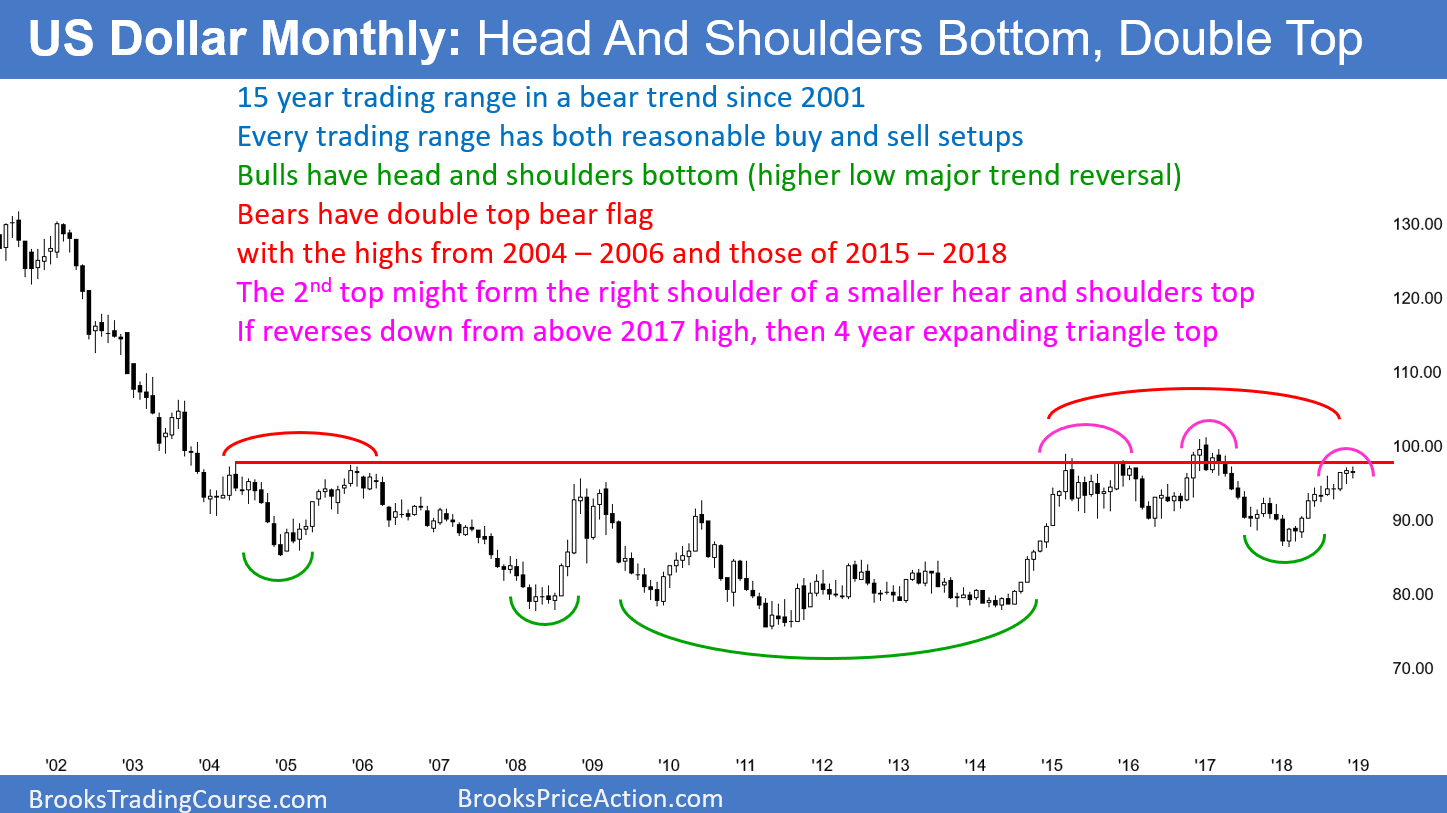 US Dollar Monthly: Head And Shoulders Bottom, Double Top
15 year trading range in a bear trend since 2001
Every trading range has both reasonable buy and sell setups
Bulls have head and shoulders bottom (higher low major trend reversal)
Bears have double top bear flag
with the highs from 2004 – 2006 and those of 2015 – 2018
The 2nd top might form the right shoulder of a smaller hear and shoulders top
If reverses down from above 2017 high, then 4 year expanding triangle top
130.00
120.00
110.00
100.00
90.00
80.00
70.00
'02 '03 '04 '05 '06 '07 '08 '09 '10 '11 '12 '13 '14 '15 '16 '17 '18 '19
BrooksTradingCourse.com BrooksPriceAction.com